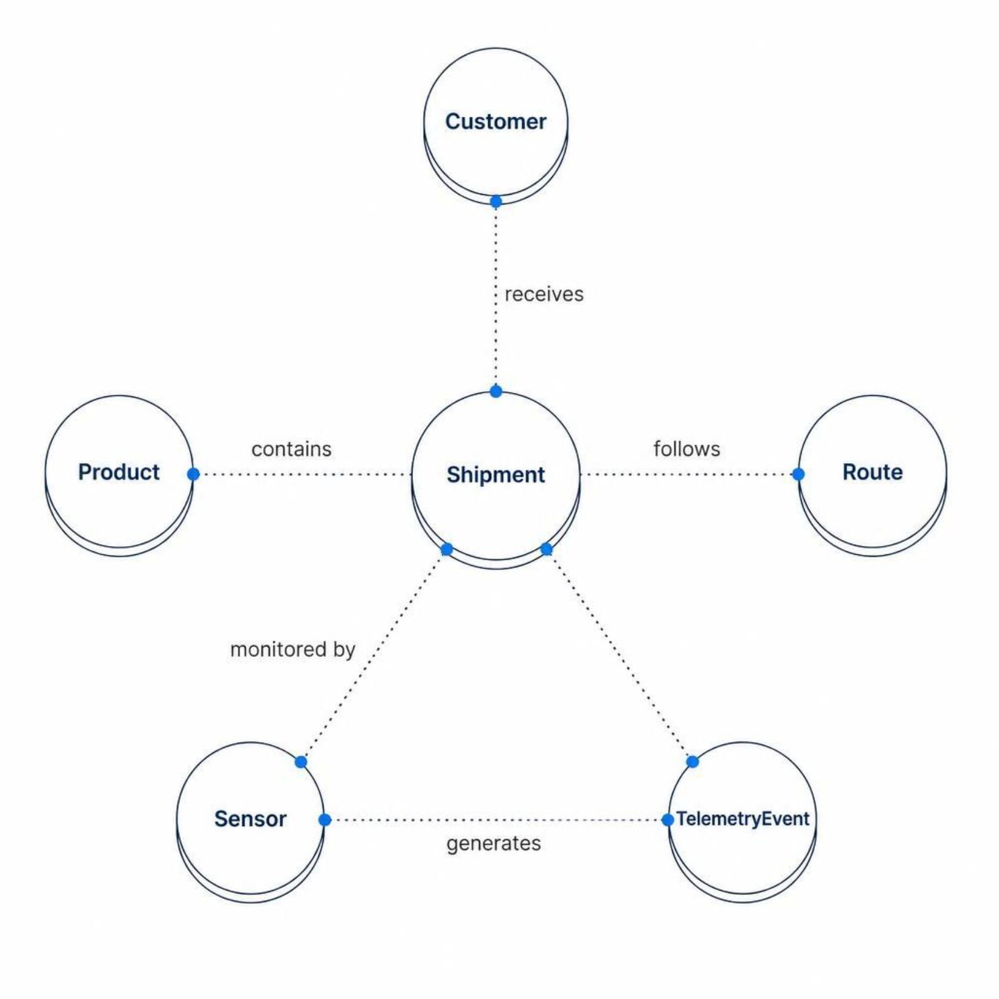 Customer
receives
contains
follows
Product
Shipment
Route
monitored by
Sensor
TelemetryEvent
generates